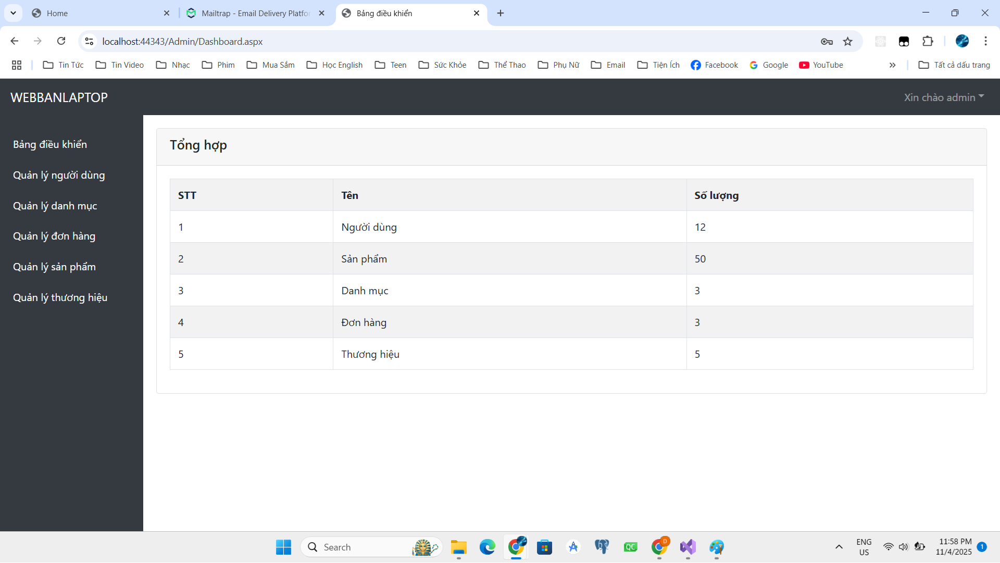 Home
Mailtrap - Email Delivery Platfo
Bảng điều khiển
localhost:44343/Admin/Dashboard.aspx
Tin Tức Tin Video Nhạc Phim Mua Sắm Học English Teen Sức Khỏe Thể Thao Phụ Nữ Email Tiện Ích Facebook Google YouTube Tất cả dấu trang
WEBBANLAPTOP
Xin chào admin
Bảng điều khiển
Quản lý người dùng
Quản lý danh mục
Quản lý đơn hàng
Quản lý sản phẩm
Quản lý thương hiệu
Tổng hợp
STT Tên Số lượng
1 Người dùng 12
2 Sản phẩm 50
3 Danh mục 3
4 Đơn hàng 3
5 Thương hiệu 5
Search
QC
D
ENG
US
11:58 PM
11/4/2025
1